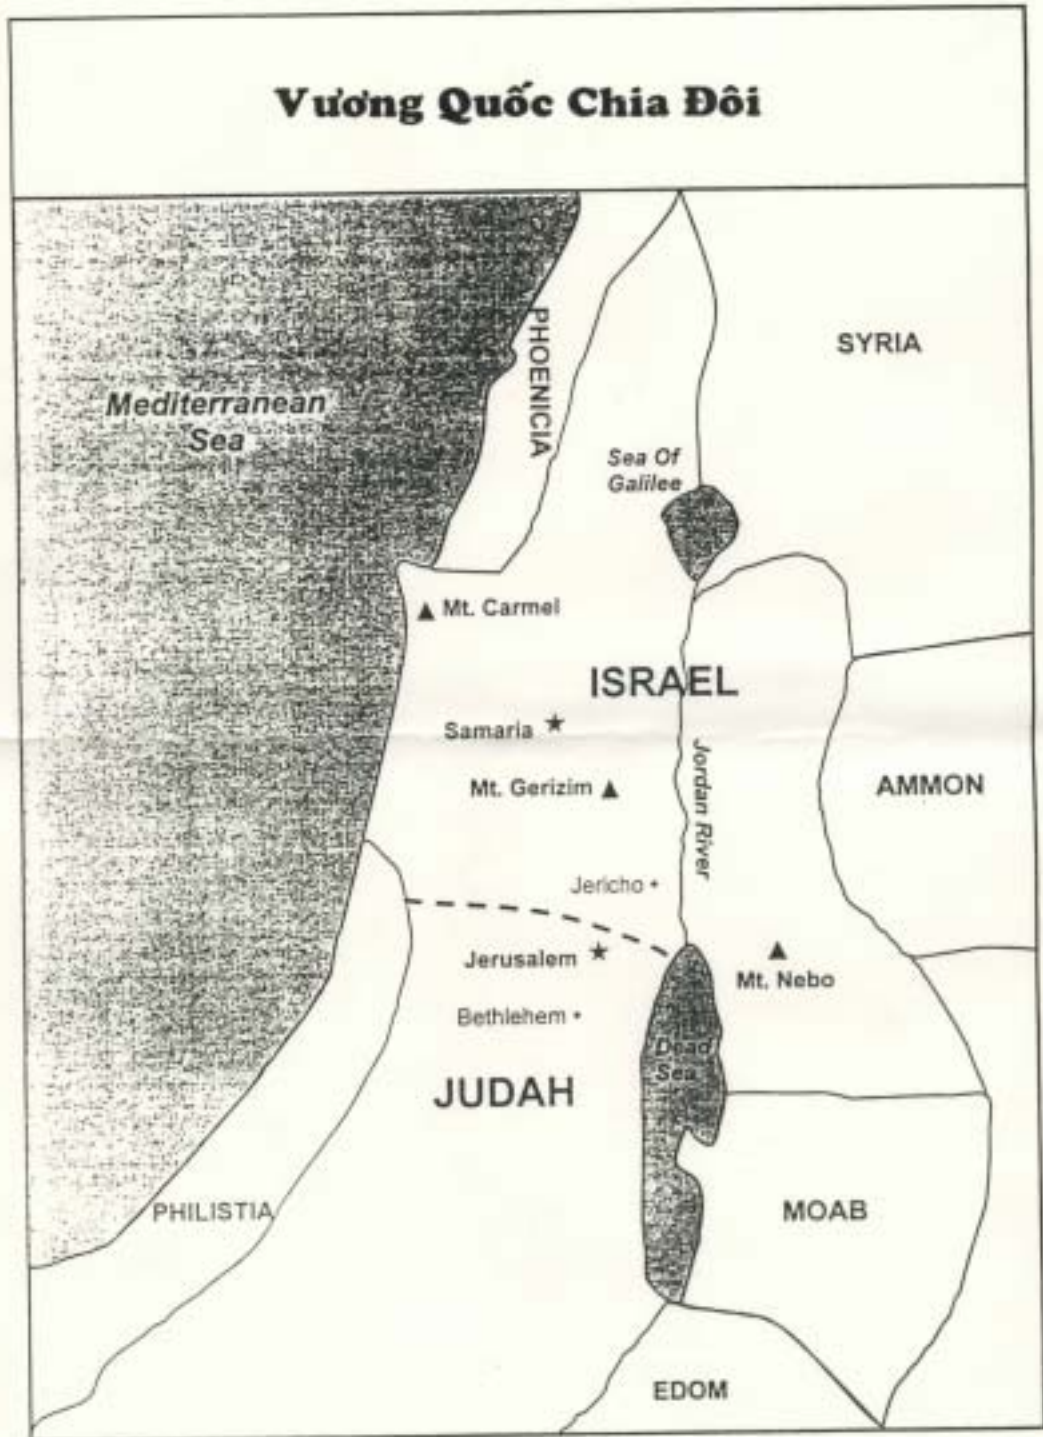 Vương Quốc Chia Đôi
PHOENICIA
SYRIA
Mediterranean
Sea
Sea Of
Galilee
Mt. Carmel
ISRAEL
Samaria
Jordan River
Mt. Gerizim
AMMON
Jericho
Jerusalem
Mt. Nebo
Bethlehem
Dead
Sea
JUDAH
PHILISTIA
MOAB
EDOM